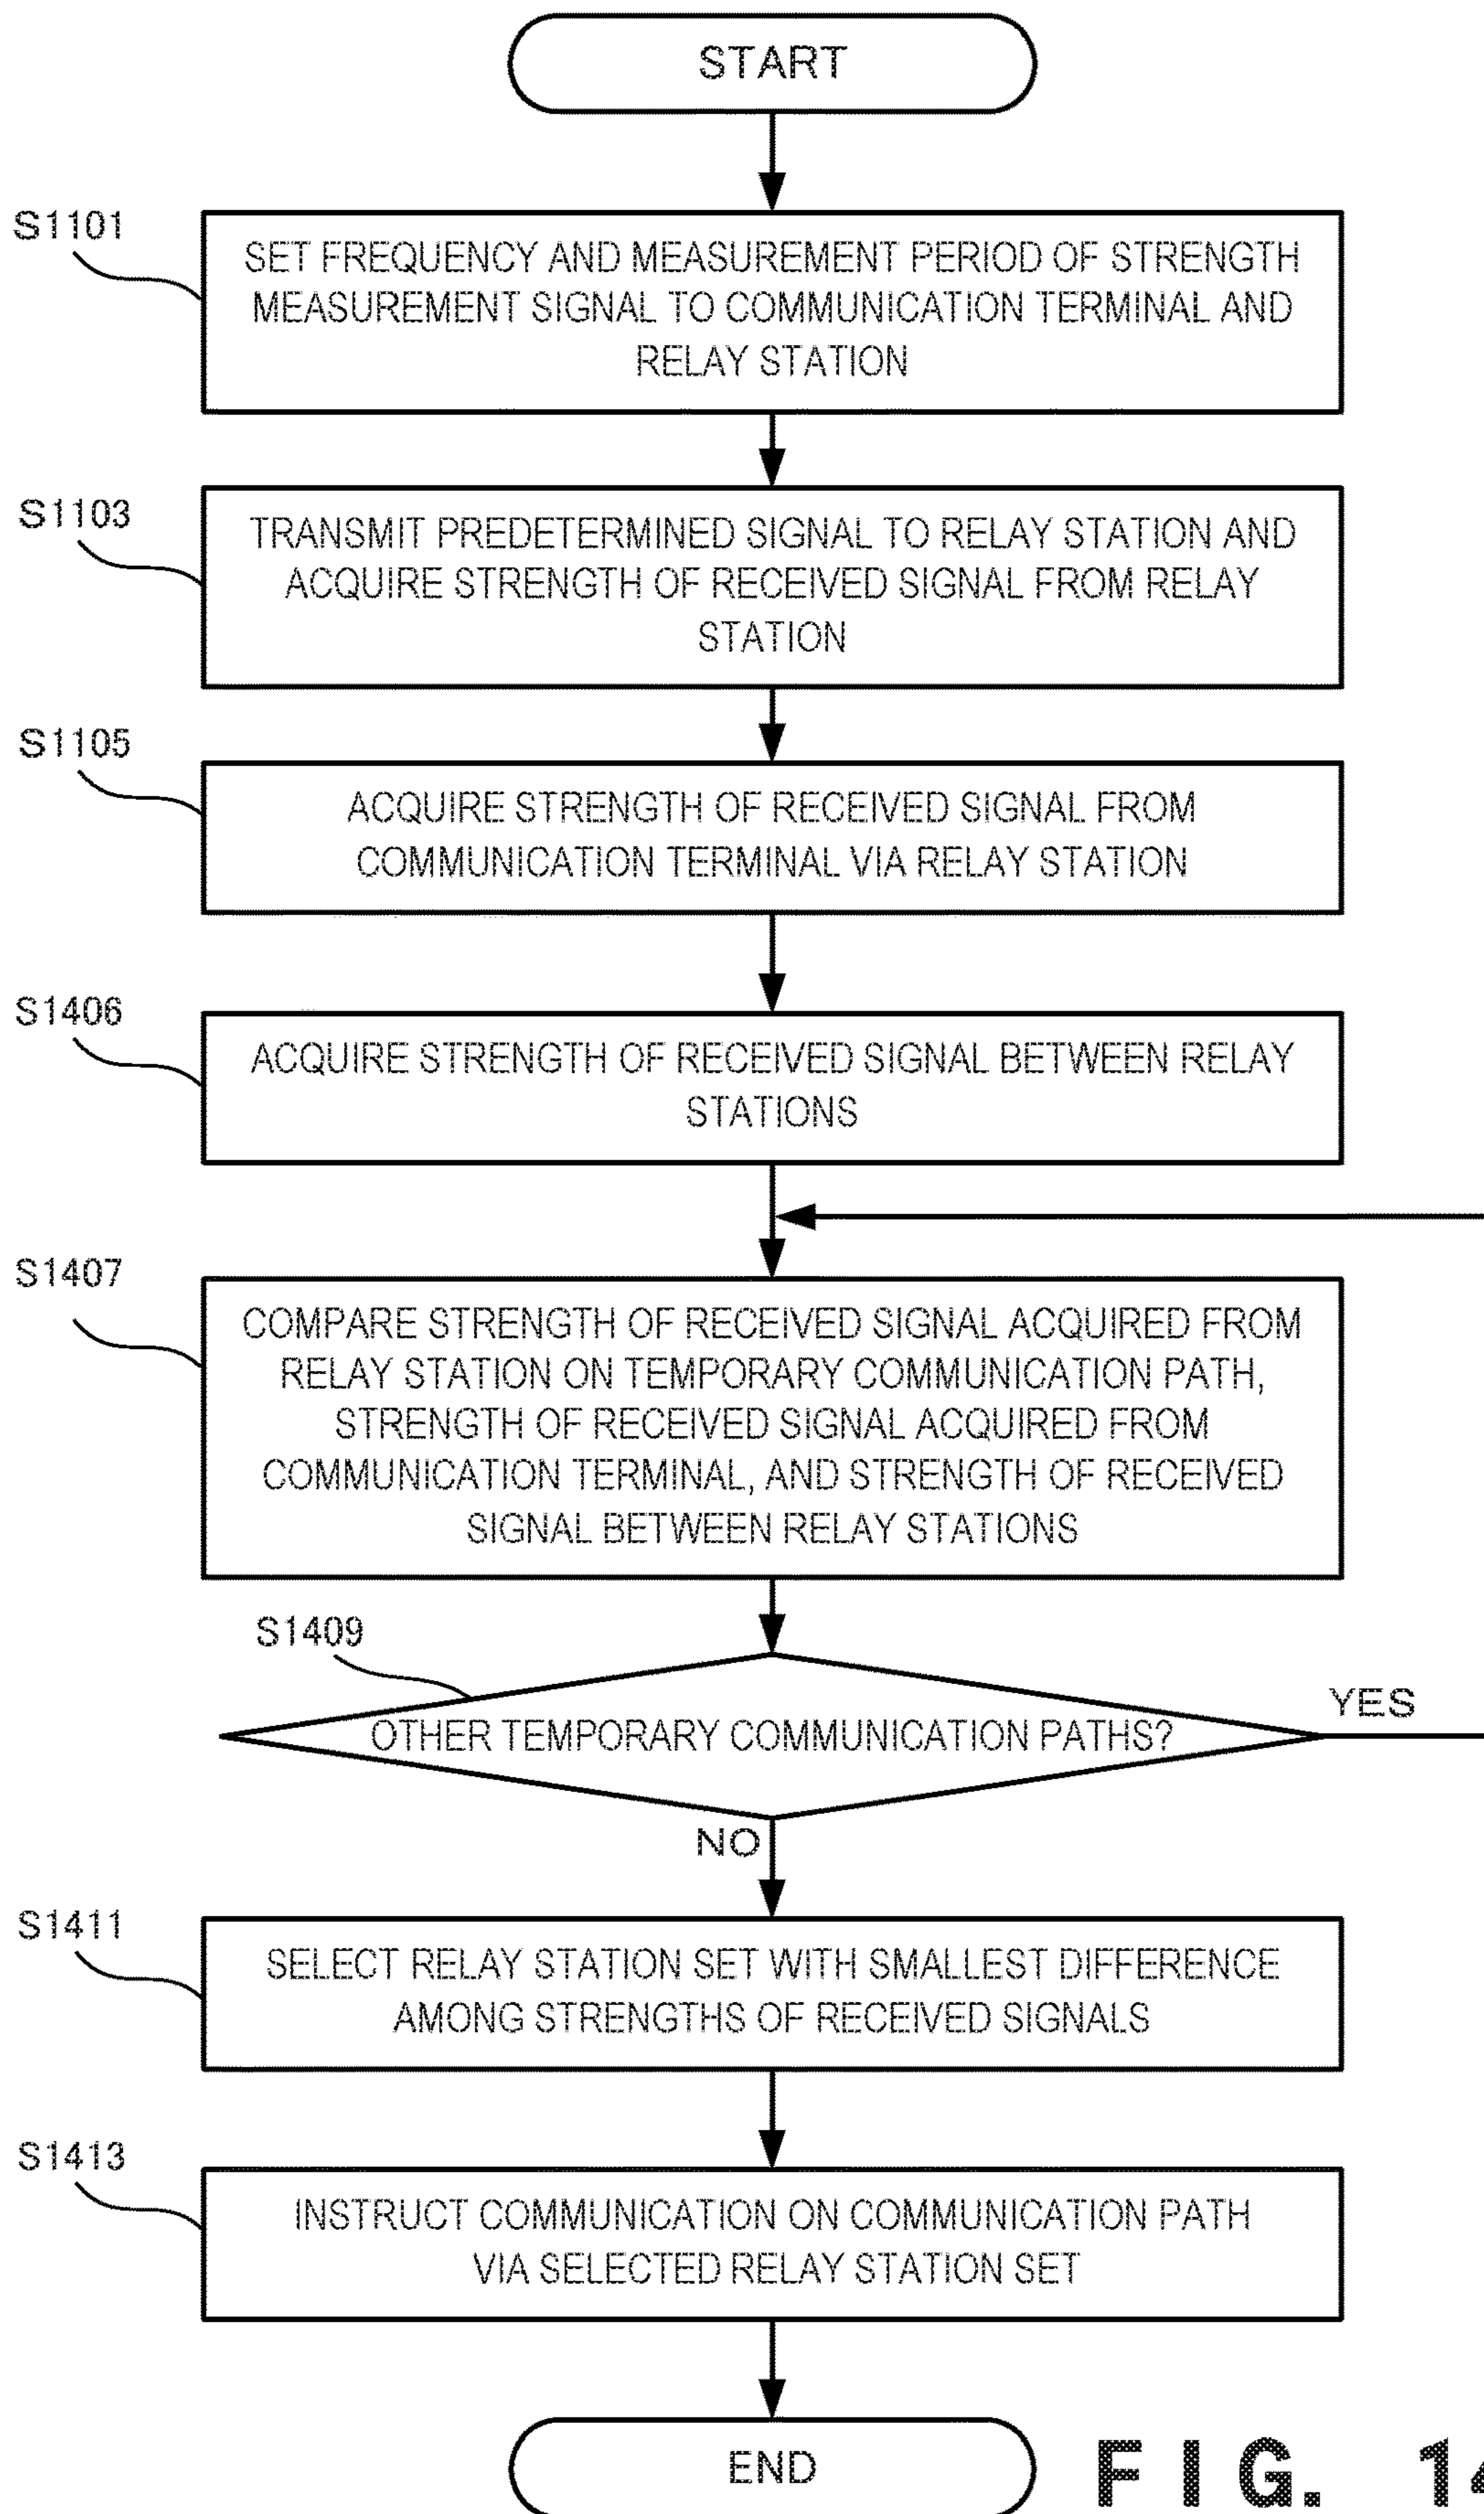 START
S1101
SET FREQUENCY AND MEASUREMENT PERIOD OF STRENGTH
MEASUREMENT SIGNAL TO COMMUNICATION TERMINAL AND
RELAY STATION
S1103
TRANSMIT PREDETERMINED SIGNAL TO RELAY STATION AND
ACQUIRE STRENGTH OF RECEIVED SIGNAL FROM RELAY
STATION
S1105
ACQUIRE STRENGTH OF RECEIVED SIGNAL FROM
COMMUNICATION TERMINAL VIA RELAY STATION
S1406
ACQUIRE STRENGTH OF RECEIVED SIGNAL BETWEEN RELAY
STATIONS
S1407
COMPARE STRENGTH OF RECEIVED SIGNAL ACQUIRED FROM
RELAY STATION ON TEMPORARY COMMUNICATION PATH,
STRENGTH OF RECEIVED SIGNAL ACQUIRED FROM
COMMUNICATION TERMINAL, AND STRENGTH OF RECEIVED
SIGNAL BETWEEN RELAY STATIONS
S1409
OTHER TEMPORARY COMMUNICATION PATHS?
YES
NO
S1411
SELECT RELAY STATION SET WITH SMALLEST DIFFERENCE
AMONG STRENGTHS OF RECEIVED SIGNALS
S1413
INSTRUCT COMMUNICATION ON COMMUNICATION PATH
VIA SELECTED RELAY STATION SET
END
FIG. 14